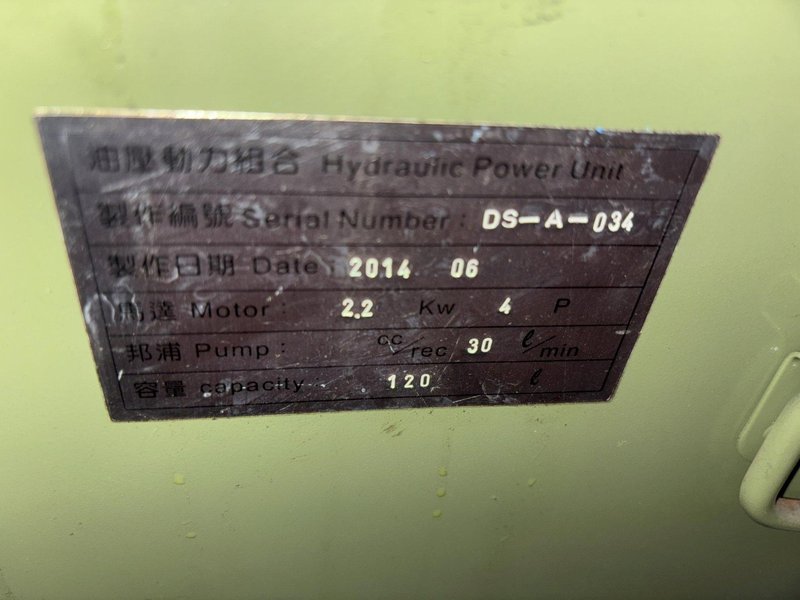 油壓動力組合 Hydraulic Power Unit
製作編號 Serial Number : DS-A-034
製作日期 Date : 2014 06
馬達 Motor : 2.2 Kw 4 P
邦浦 Pump : cc/rec 30 ℓ/min
容量 capacity : 120 ℓ